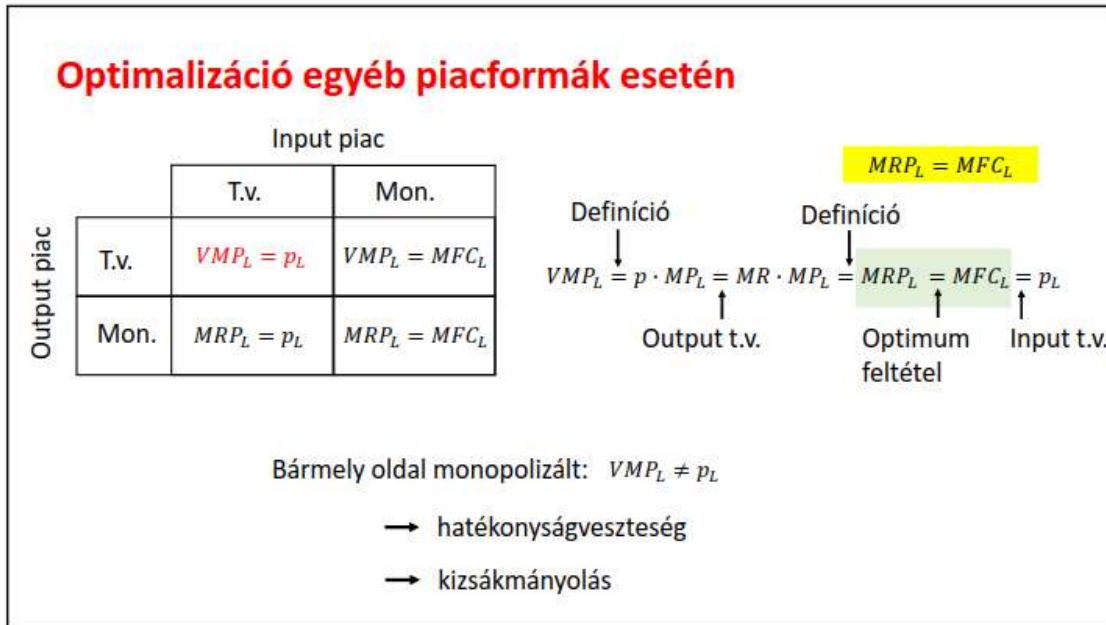 Optimalizáció egyéb piacformák esetén
Input piac
T.v. Mon.
Output piac
T.v. VMP_L = p_L VMP_L = MFC_L
Mon. MRP_L = p_L MRP_L = MFC_L
MRP_L = MFC_L
Definíció Definíció
VMP_L = p · MP_L = MR · MP_L = MRP_L = MFC_L = p_L
Output t.v. Optimum feltétel Input t.v.
Bármely oldal monopolizált: VMP_L ≠ p_L
→ hatékonyságveszteség
→ kizsákmányolás